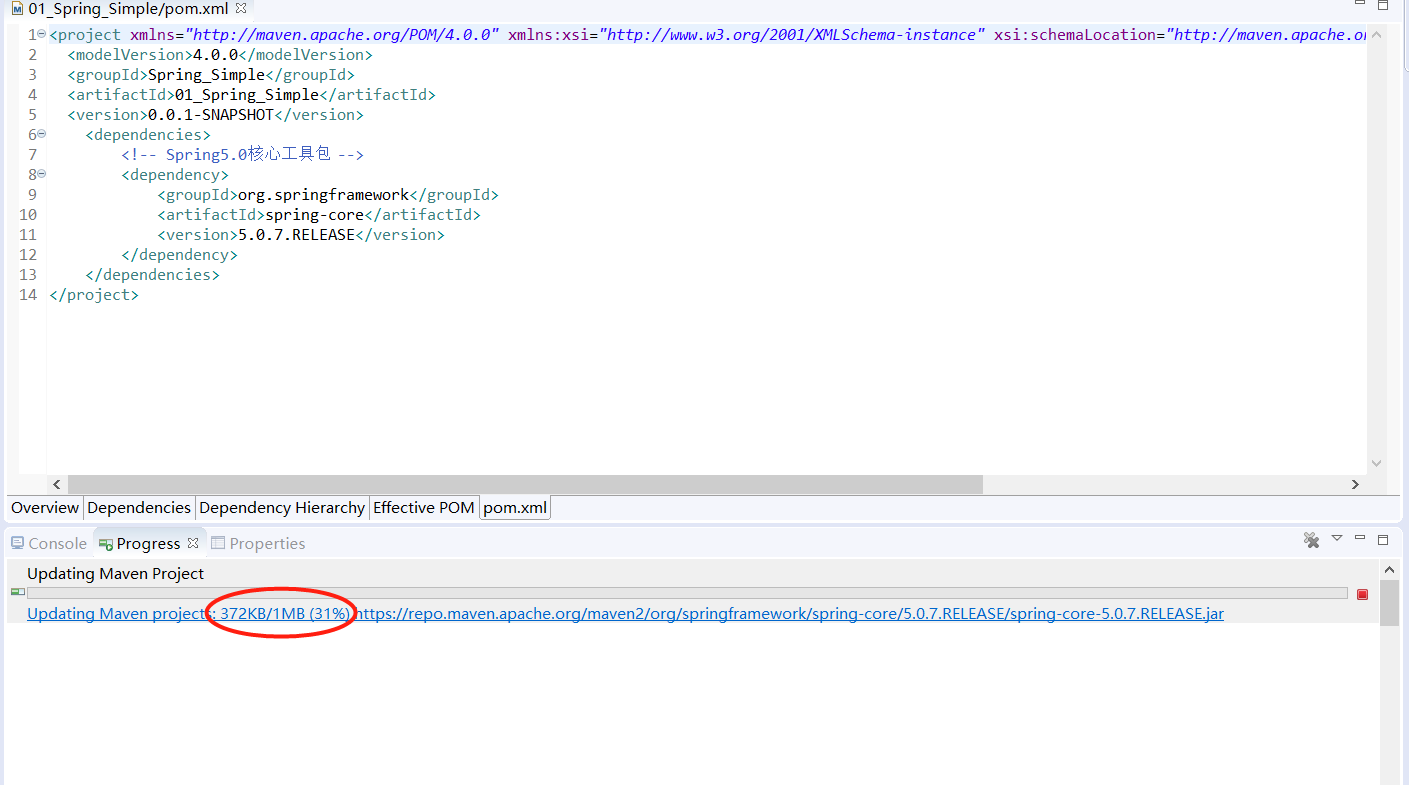 01_Spring_Simple/pom.xml
1 <project xmlns="http://maven.apache.org/POM/4.0.0" xmlns:xsi="http://www.w3.org/2001/XMLSchema-instance" xsi:schemaLocation="http://maven.apache.or
2 <modelVersion>4.0.0</modelVersion>
3 <groupId>Spring_Simple</groupId>
4 <artifactId>01_Spring_Simple</artifactId>
5 <version>0.0.1-SNAPSHOT</version>
6 <dependencies>
7 <!-- Spring5.0核心工具包 -->
8 <dependency>
9 <groupId>org.springframework</groupId>
10 <artifactId>spring-core</artifactId>
11 <version>5.0.7.RELEASE</version>
12 </dependency>
13 </dependencies>
14 </project>
Overview Dependencies Dependency Hierarchy Effective POM pom.xml
Console Progress Properties
Updating Maven Project
Updating Maven projects: 372KB/1MB (31%) https://repo.maven.apache.org/maven2/org/springframework/spring-core/5.0.7.RELEASE/spring-core-5.0.7.RELEASE.jar